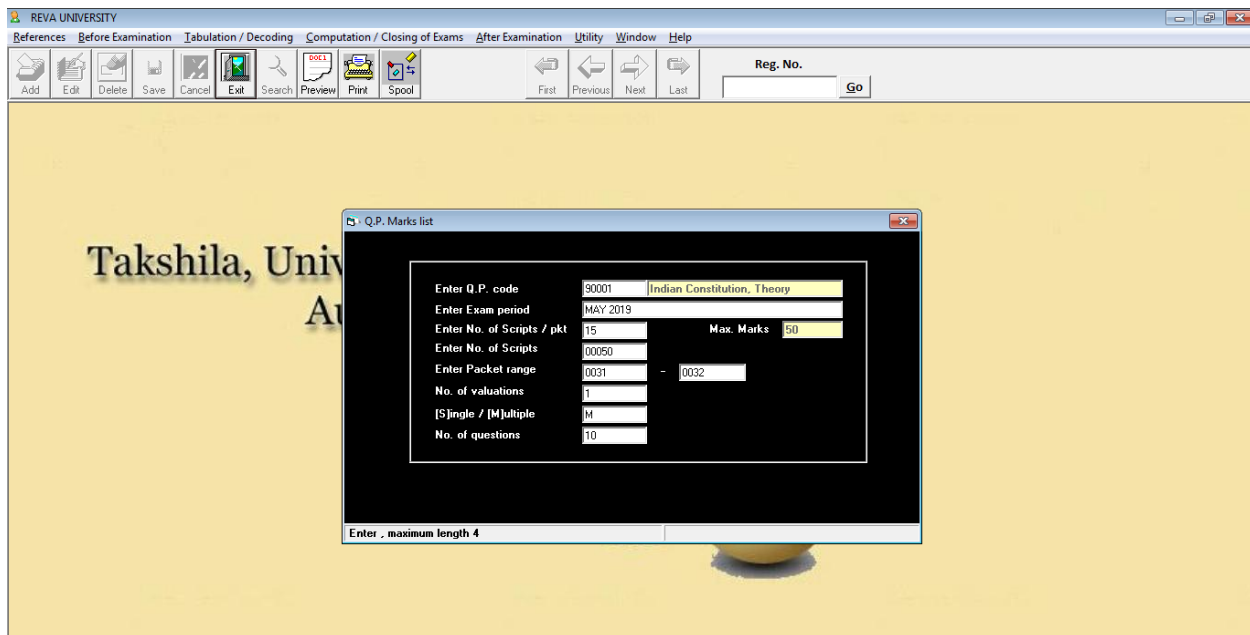 REVA UNIVERSITY
References Before Examination Tabulation / Decoding Computation / Closing of Exams After Examination Utility Window Help
DOC1
Add Edit Delete Save Cancel Exit Search Preview Print Spool First Previous Next Last
Reg. No.
Go
Takshila, Univ
Q.P. Marks list
Enter Q.P. code 90001 Indian Constitution, Theory
Enter Exam period MAY 2019
Enter No. of Scripts / pkt 15 Max. Marks 50
Enter No. of Scripts 00050
Enter Packet range 0031 - 0032
No. of valuations 1
[S]ingle / [M]ultiple M
No. of questions 10
Enter , maximum length 4